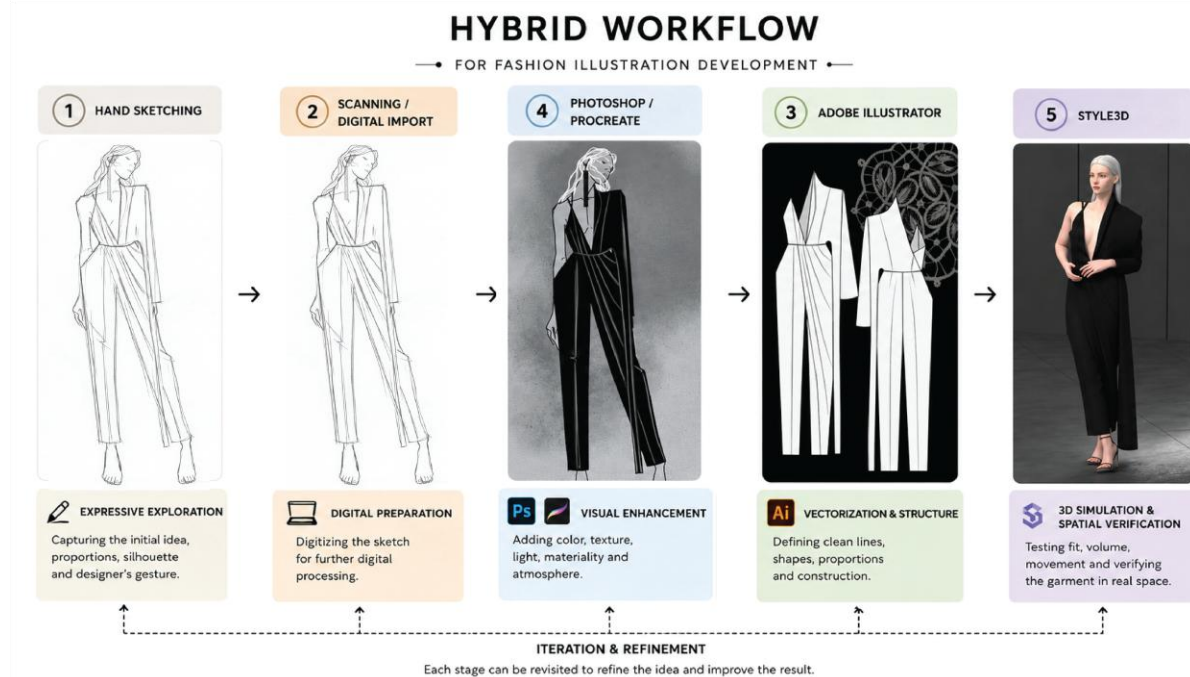 HYBRID WORKFLOW
FOR FASHION ILLUSTRATION DEVELOPMENT
1 HAND SKETCHING
2 SCANNING /
DIGITAL IMPORT
4 PHOTOSHOP /
PROCREATE
3 ADOBE ILLUSTRATOR
5 STYLE3D
EXPRESSIVE EXPLORATION
Capturing the initial idea,
proportions, silhouette
and designer's gesture.
DIGITAL PREPARATION
Digitizing the sketch
for further digital
processing.
Ps
VISUAL ENHANCEMENT
Adding color, texture,
light, materiality and
atmosphere.
Ai
VECTORIZATION & STRUCTURE
Defining clean lines,
shapes, proportions
and construction.
3D SIMULATION &
SPATIAL VERIFICATION
Testing fit, volume,
movement and verifying
the garment in real space.
ITERATION & REFINEMENT
Each stage can be revisited to refine the idea and improve the result.